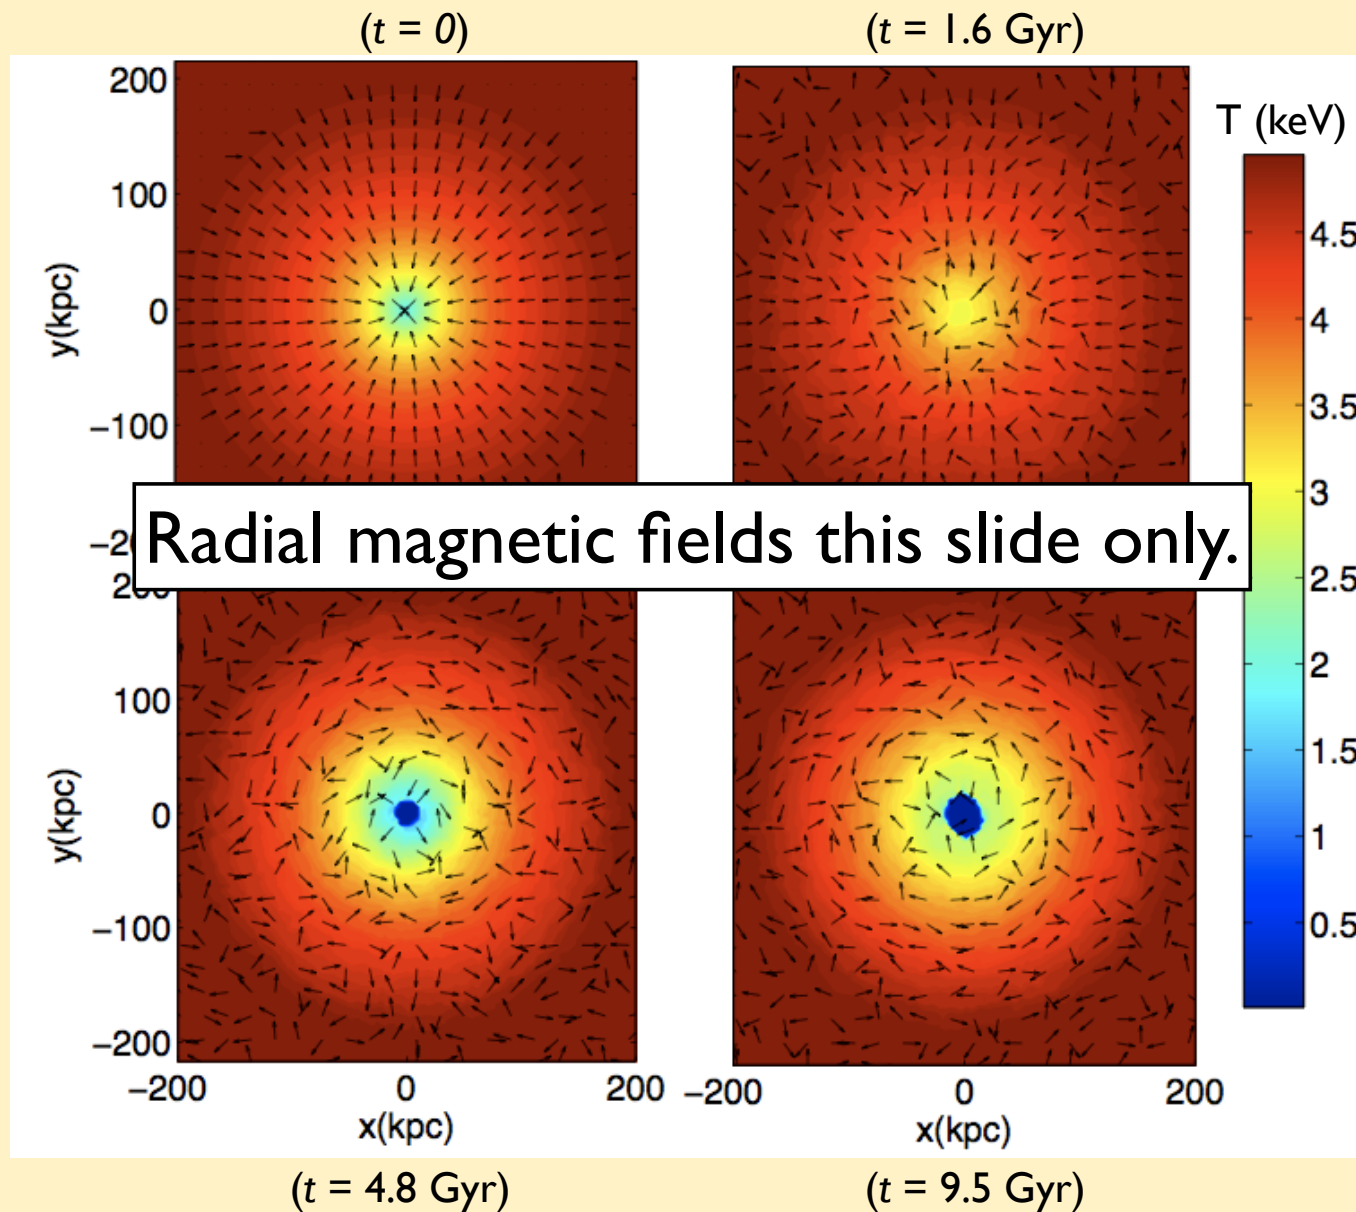 (t = 0)
(t = 1.6 Gyr)
T (keV)
200
100
0
−100
−20
y(kpc)
4.5
4
3.5
3
2.5
2
1.5
1
0.5
Radial magnetic fields this slide only.
200
100
0
−100
−200
y(kpc)
−200 0 200
x(kpc)
−200 0 200
x(kpc)
(t = 4.8 Gyr)
(t = 9.5 Gyr)